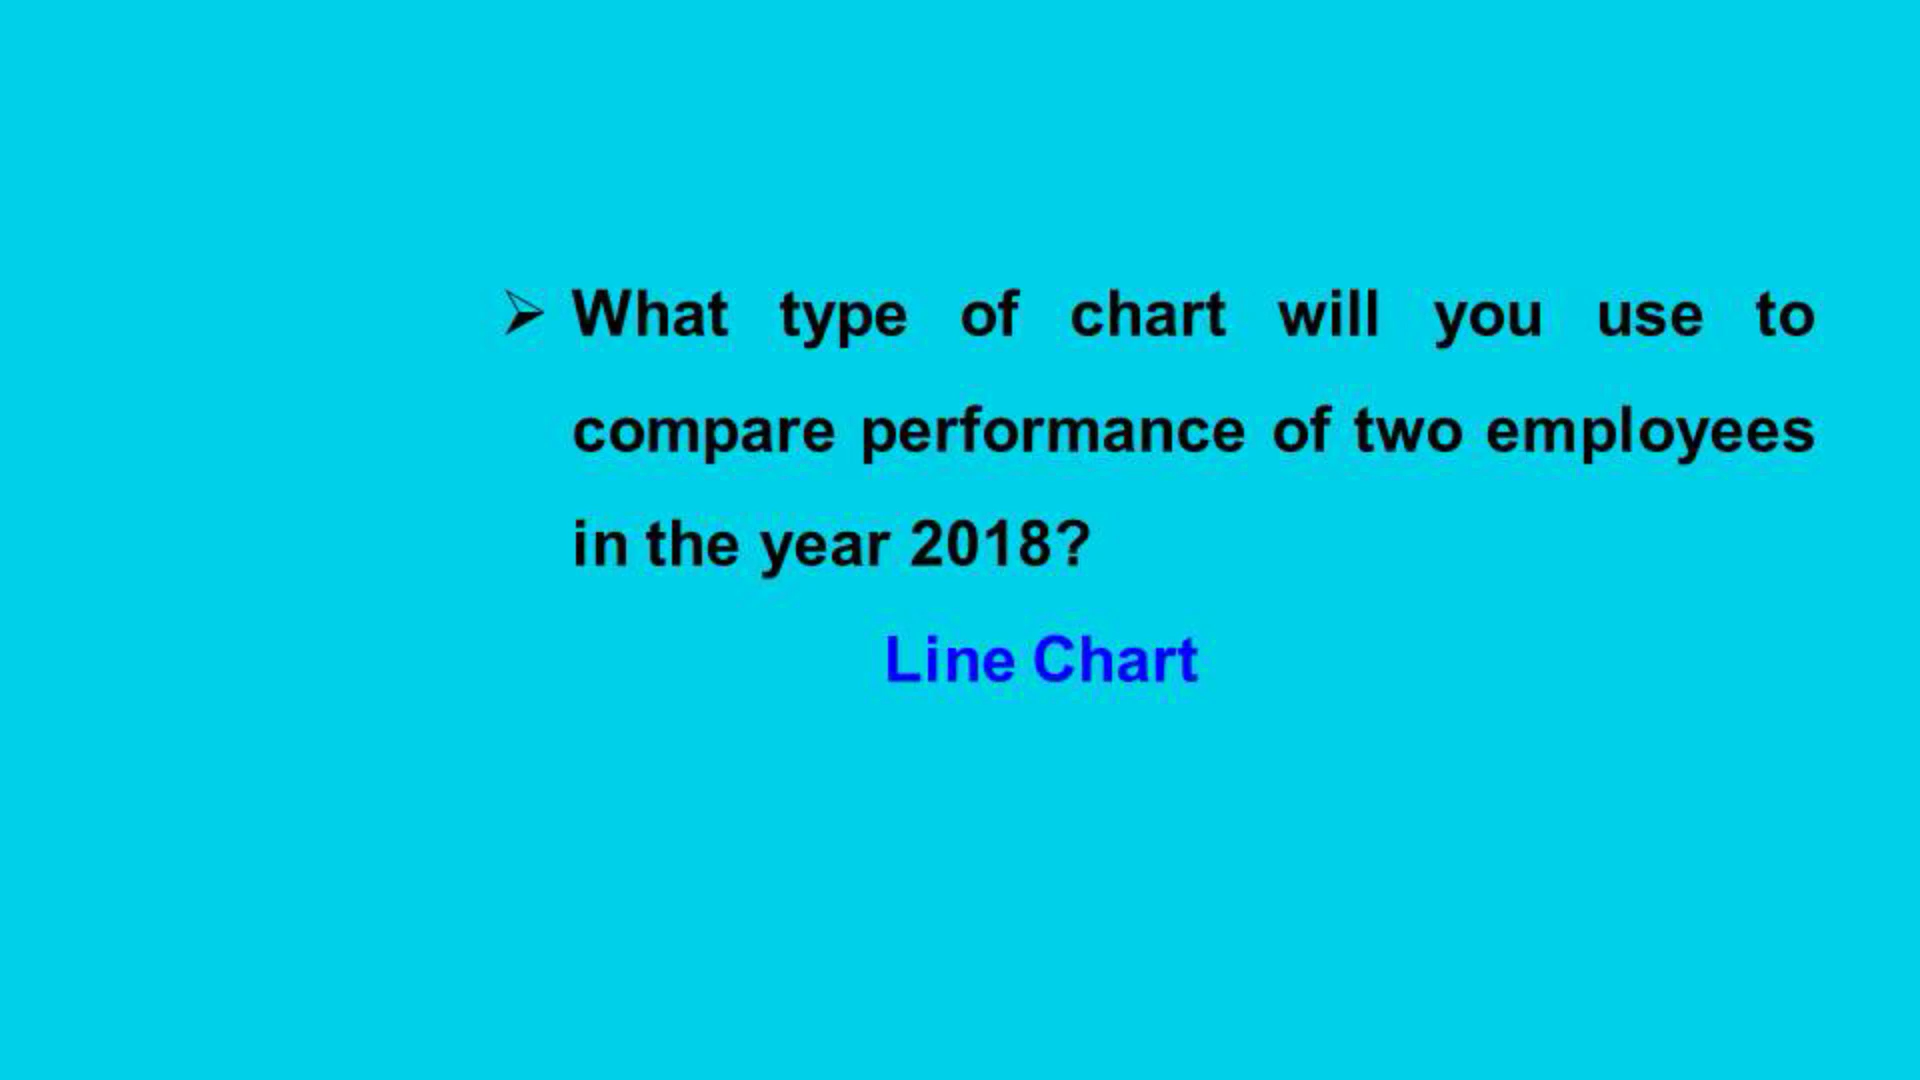 ➢ What type of chart will you use to
compare performance of two employees
in the year 2018?
Line Chart